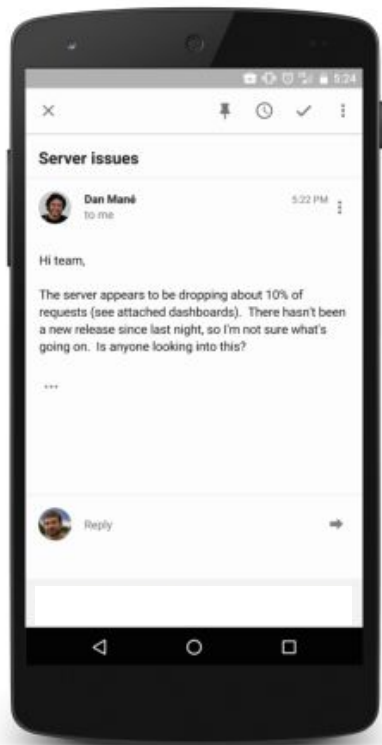 5:24
Server issues
Dan Mané
5:22 PM
to me
Hi team,
The server appears to be dropping about 10% of
requests (see attached dashboards).  There hasn't been
a new release since last night, so I'm not sure what's
going on.  Is anyone looking into this?
...
Reply